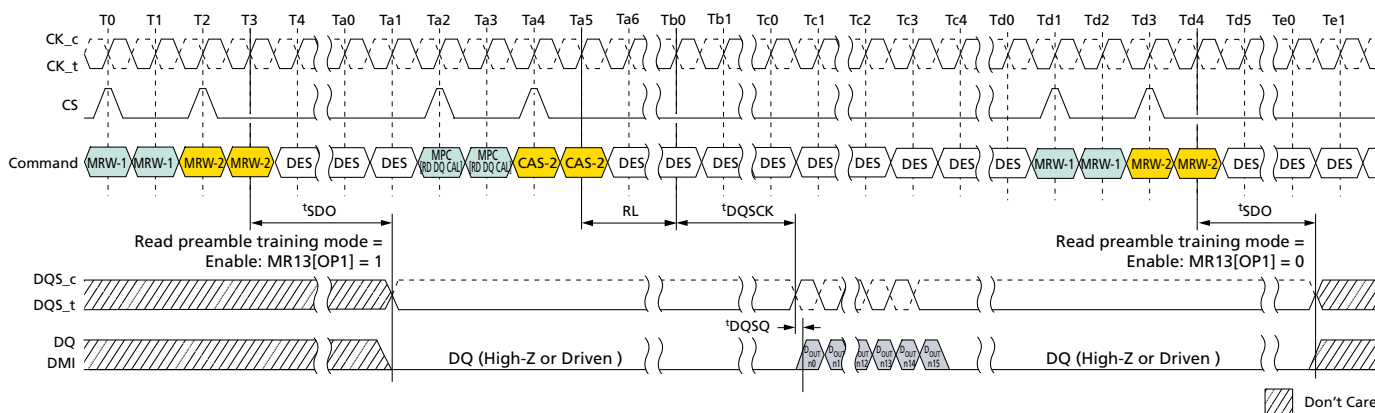 T0 T1 T2 T3 T4 Ta0 Ta1 Ta2 Ta3 Ta4 Ta5 Ta6 Tb0 Tb1 Tc0 Tc1 Tc2 Tc3 Tc4 Td0 Td1 Td2 Td3 Td4 Td5 Te0 Te1
CK_c
CK_t
CS
Command MRW-1 MRW-1 MRW-2 MRW-2 DES DES DES MPC [RD DQ CAL] MPC [RD DQ CAL] CAS-2 CAS-2 DES DES DES DES DES DES DES DES DES MRW-1 MRW-1 MRW-2 MRW-2 DES DES DES
tSDO RL tDQSCK tSDO
Read preamble training mode =
Enable: MR13[OP1] = 1
Read preamble training mode =
Enable: MR13[OP1] = 0
DQS_c
DQS_t
tDQSQ
DQ
DMI
DQ (High-Z or Driven )
DOUT n0 DOUT n1 DOUT n12 DOUT n13 DOUT n14 DOUT n15
DQ (High-Z or Driven )
Don't Care